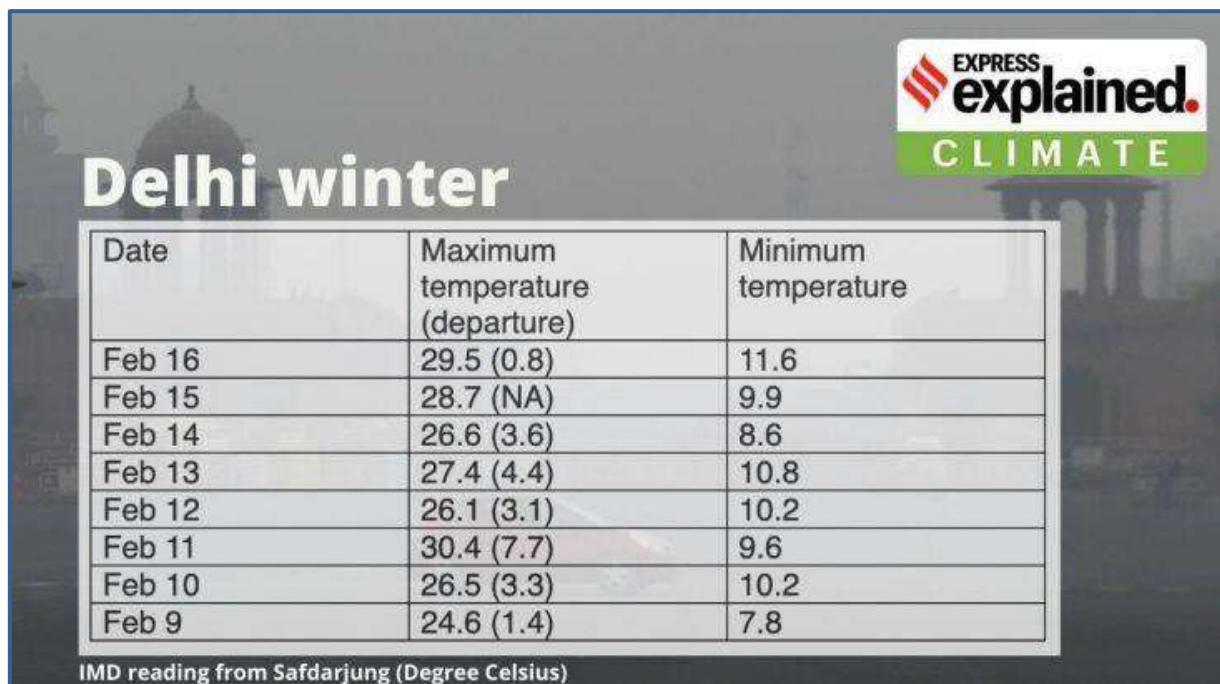 EXPRESS
explained.
CLIMATE
Delhi winter
Date Maximum temperature (departure) Minimum temperature
Feb 16 29.5 (0.8) 11.6
Feb 15 28.7 (NA) 9.9
Feb 14 26.6 (3.6) 8.6
Feb 13 27.4 (4.4) 10.8
Feb 12 26.1 (3.1) 10.2
Feb 11 30.4 (7.7) 9.6
Feb 10 26.5 (3.3) 10.2
Feb 9 24.6 (1.4) 7.8
IMD reading from Safdarjung (Degree Celsius)